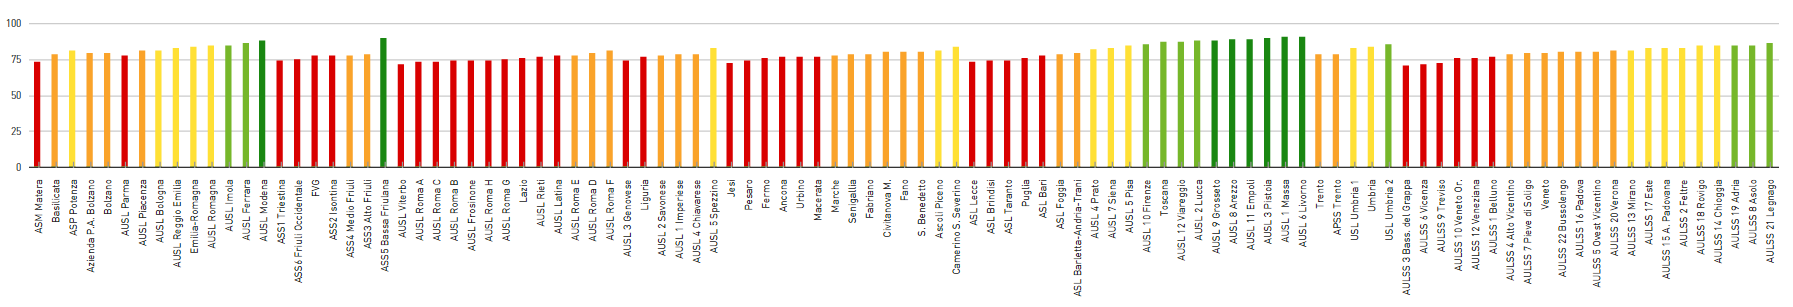 100
75
50
25
0
ASM Matera
Basilicata
ASP Potenza
Azienda P.A. Bolzano
Bolzano
AUSL Parma
AUSL Piacenza
AUSL Bologna
AUSL Reggio Emilia
Emilia-Romagna
AUSL Romagna
AUSL Imola
AUSL Ferrara
AUSL Modena
ASS1 Triestina
ASS6 Friuli Occidentale
FVG
ASS2 Isontina
ASS4 Medio Friuli
ASS3 Alto Friuli
ASS5 Bassa Friulana
AUSL Viterbo
AUSL Roma A
AUSL Roma C
AUSL Roma B
AUSL Frosinone
AUSL Roma H
AUSL Roma G
Lazio
AUSL Rieti
AUSL Latina
AUSL Roma E
AUSL Roma D
AUSL Roma F
AUSL 3 Genovese
Liguria
AUSL 2 Savonese
AUSL 1 Imperiese
AUSL 4 Chiavarese
AUSL 5 Spezzino
Jesi
Pesaro
Fermo
Ancona
Urbino
Macerata
Marche
Senigallia
Fabriano
Civitanova M.
Fano
S. Benedetto
Ascoli Piceno
Camerino S. Severino
ASL Lecce
ASL Brindisi
ASL Taranto
Puglia
ASL Bari
ASL Foggia
ASL Barletta-Andria-Trani
AUSL 4 Prato
AUSL 7 Siena
AUSL 5 Pisa
AUSL 10 Firenze
Toscana
AUSL 12 Viareggio
AUSL 2 Lucca
AUSL 9 Grosseto
AUSL 8 Arezzo
AUSL 11 Empoli
AUSL 3 Pistoia
AUSL 1 Massa
AUSL 6 Livorno
Trento
APSS Trento
USL Umbria 1
Umbria
USL Umbria 2
AULSS 3 Bass. del Grappa
AULSS 6 Vicenza
AULSS 9 Treviso
AULSS 10 Veneto Or.
AULSS 12 Veneziana
AULSS 1 Belluno
AULSS 4 Alto Vicentino
AULSS 7 Pieve di Soligo
Veneto
AULSS 22 Bussolengo
AULSS 16 Padova
AULSS 5 Ovest Vicentino
AULSS 20 Verona
AULSS 13 Mirano
AULSS 17 Este
AULSS 15 A. Padovana
AULSS 2 Feltre
AULSS 18 Rovigo
AULSS 14 Chioggia
AULSS 19 Adria
AULSS 8 Asolo
AULSS 21 Legnago